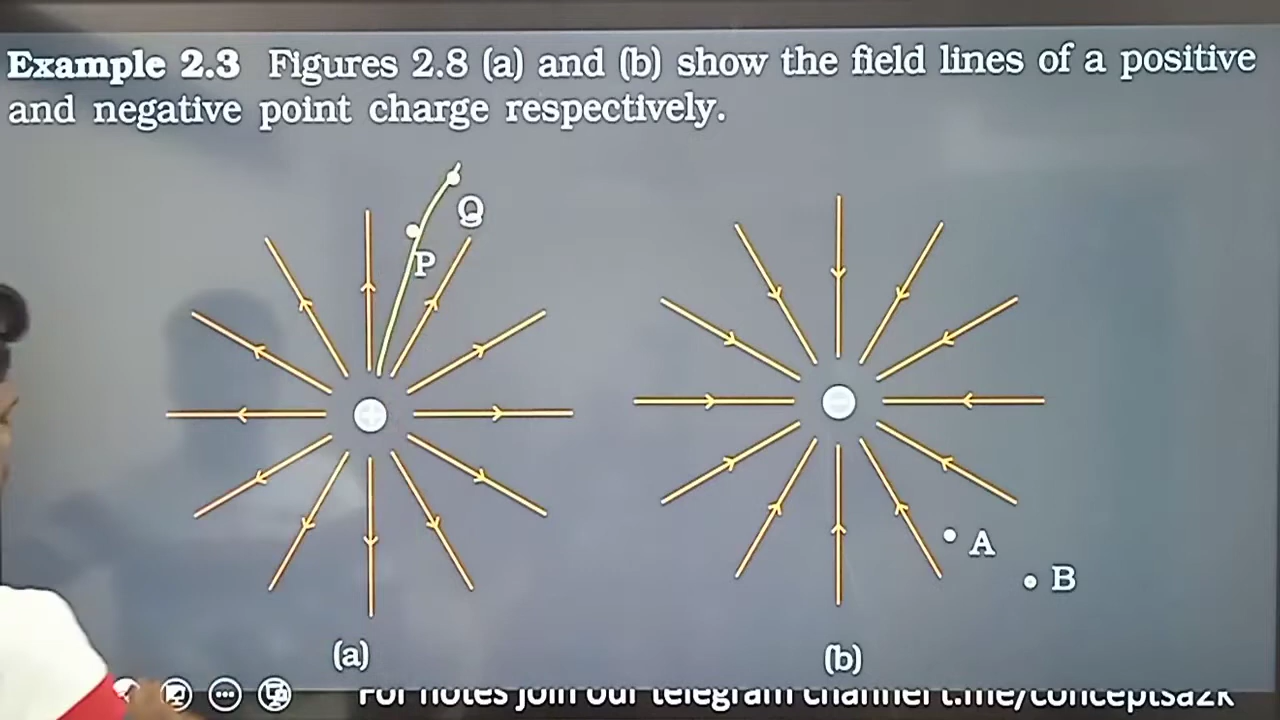 Example 2.3 Figures 2.8 (a) and (b) show the field lines of a positive
and negative point charge respectively.
Q
P
A
B
(a)
(b)
For notes join our telegram channel t.me/conceptsa2k